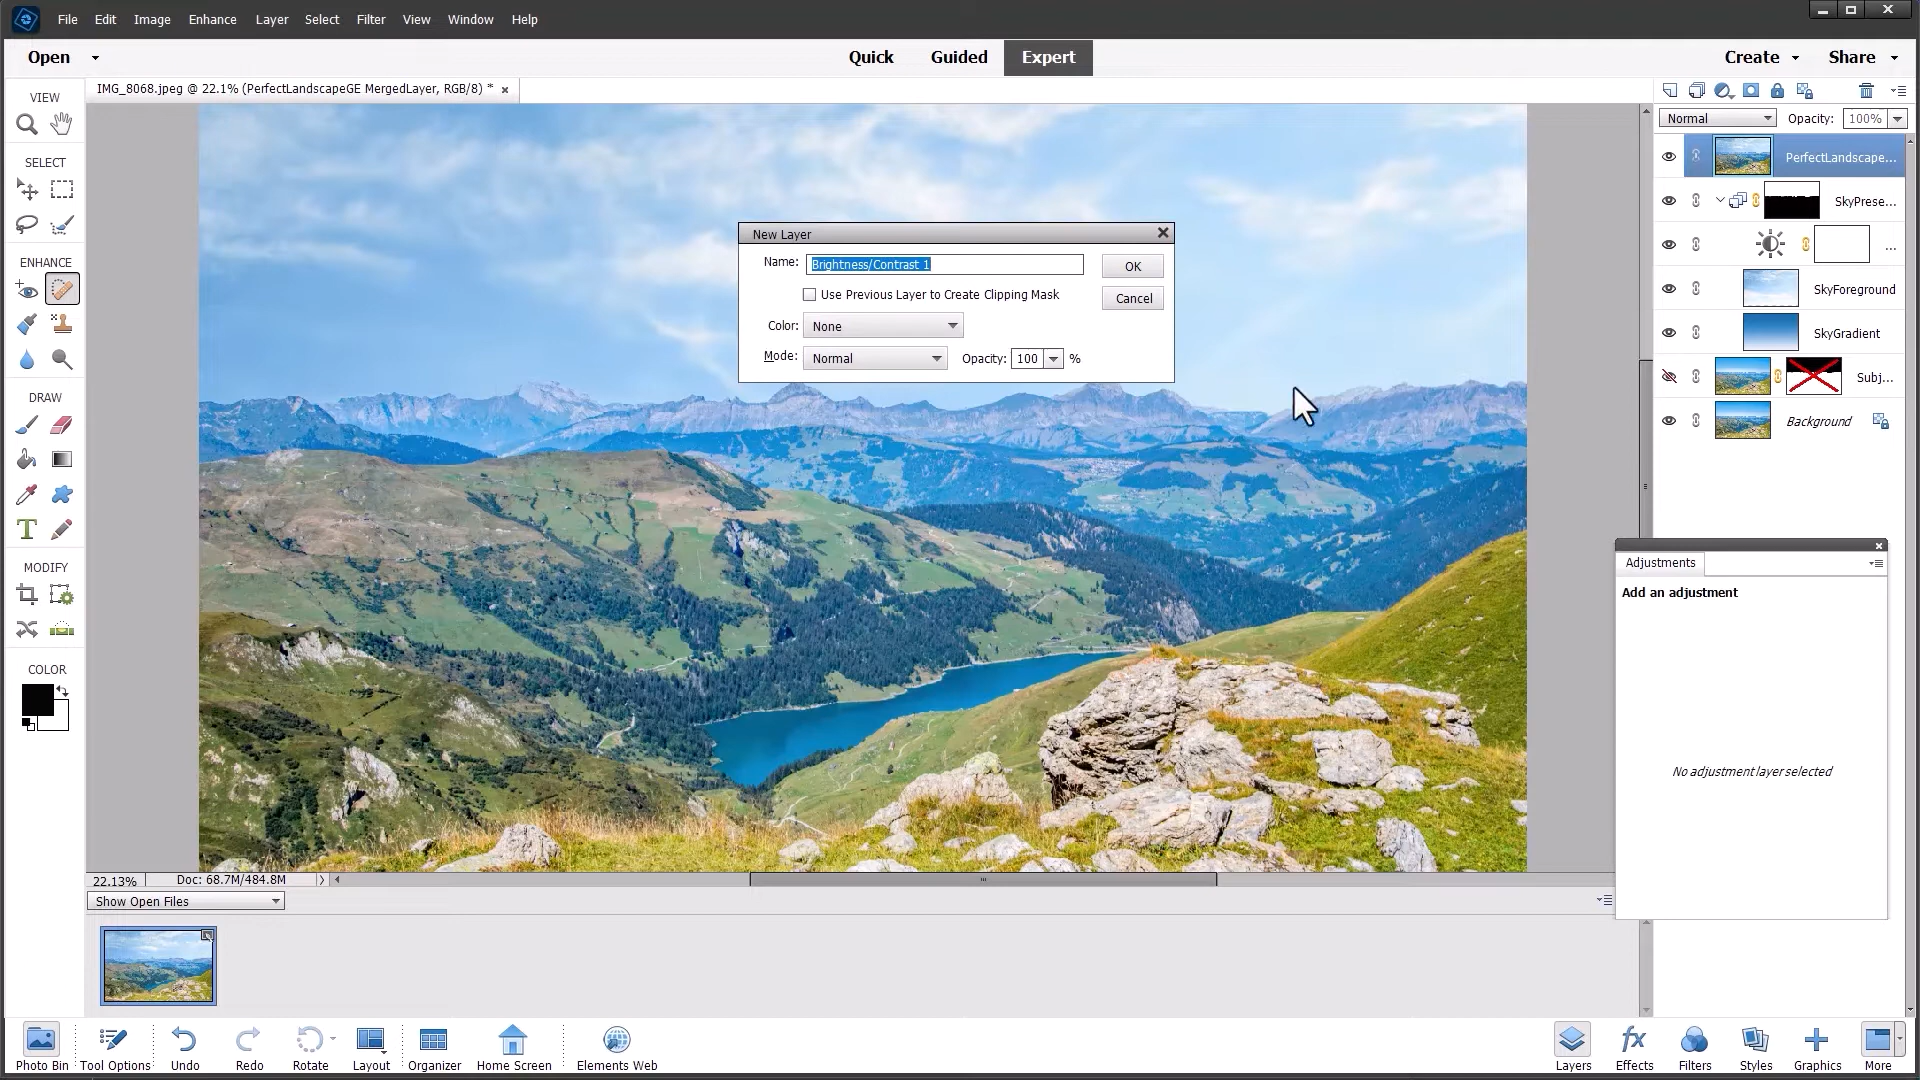 File Edit Image Enhance Layer Select Filter View Window Help
Open Quick Guided Expert Create Share
VIEW
IMG_8068.jpeg @ 22.1% (PerfectLandscapeGE MergedLayer, RGB/8) *
Normal Opacity: 100%
SELECT
PerfectLandscape...
SkyPrese...
...
SkyForeground
SkyGradient
Subj...
Background
New Layer
Name: Brightness/Contrast 1 OK
Use Previous Layer to Create Clipping Mask Cancel
Color: None
Mode: Normal Opacity: 100 %
ENHANCE
DRAW
MODIFY
COLOR
Adjustments
Add an adjustment
No adjustment layer selected
22.13% Doc: 68.7M/484.8M
Show Open Files
Photo Bin Tool Options Undo Redo Rotate Layout Organizer Home Screen Elements Web Layers Effects Filters Styles Graphics More